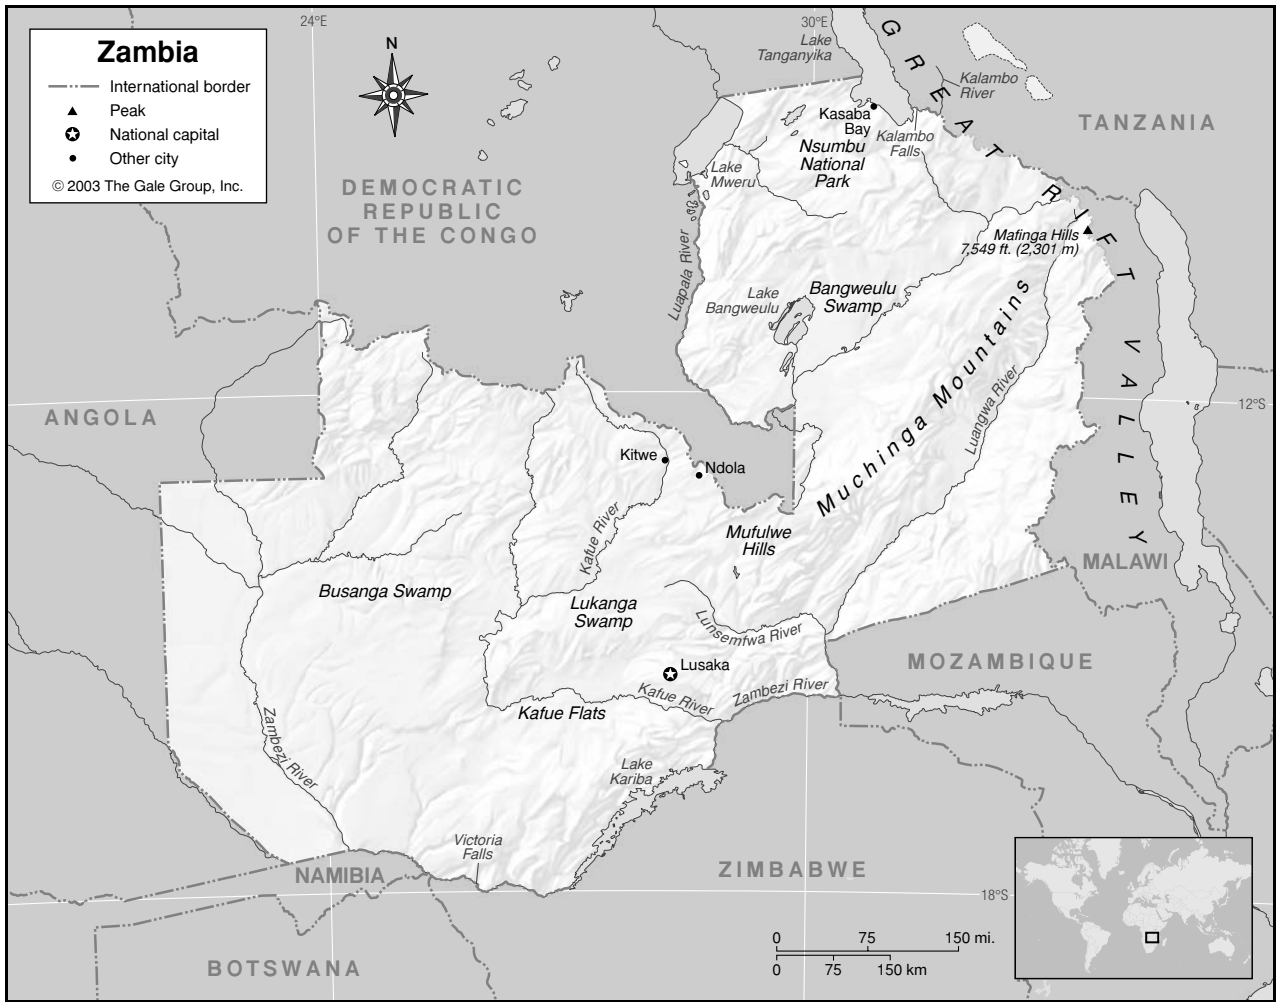 Zambia
International border
Peak
National capital
Other city
© 2003 The Gale Group, Inc.
N
24°E
30°E
Lake
Tanganyika
GREAT RIFT VALLEY
Kalambo
River
TANZANIA
Kasaba
Bay
Kalambo
Falls
Nsumbu
National
Park
Lake
Mweru
DEMOCRATIC
REPUBLIC
OF THE CONGO
Luapala River
Mafinga Hills
7,549 ft. (2,301 m)
Bangweulu
Swamp
Lake
Bangweulu
Muchinga Mountains
Luangwa River
12°S
ANGOLA
Kitwe
Ndola
Kafue River
Mufulwe
Hills
MALAWI
Busanga Swamp
Lukanga
Swamp
Lunsemfwa River
Lusaka
MOZAMBIQUE
Kafue River
Zambezi River
Kafue Flats
Zambezi River
Lake
Kariba
Victoria
Falls
NAMIBIA
ZIMBABWE
18°S
BOTSWANA
0 75 150 mi.
0 75 150 km